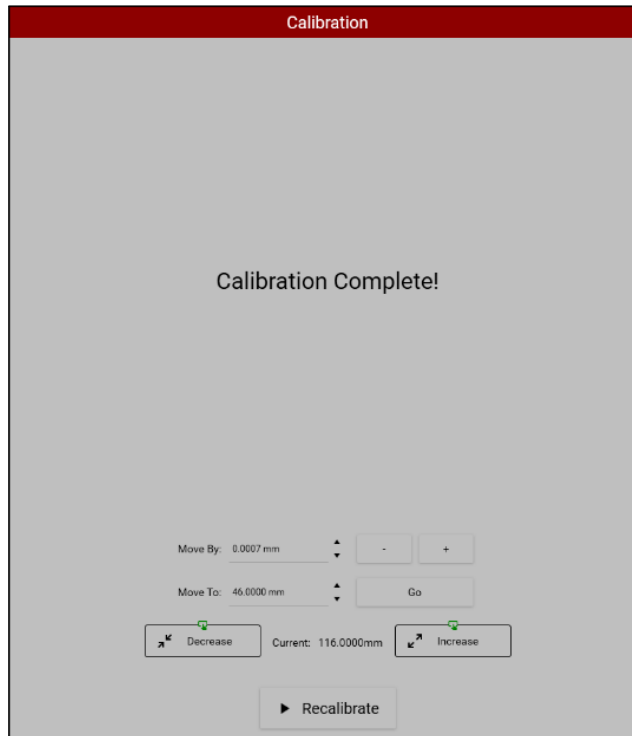 Calibration
Calibration Complete!
Move By: 0.0007 mm - +
Move To: 46.0000 mm Go
Decrease Current: 116.0000mm Increase
Recalibrate